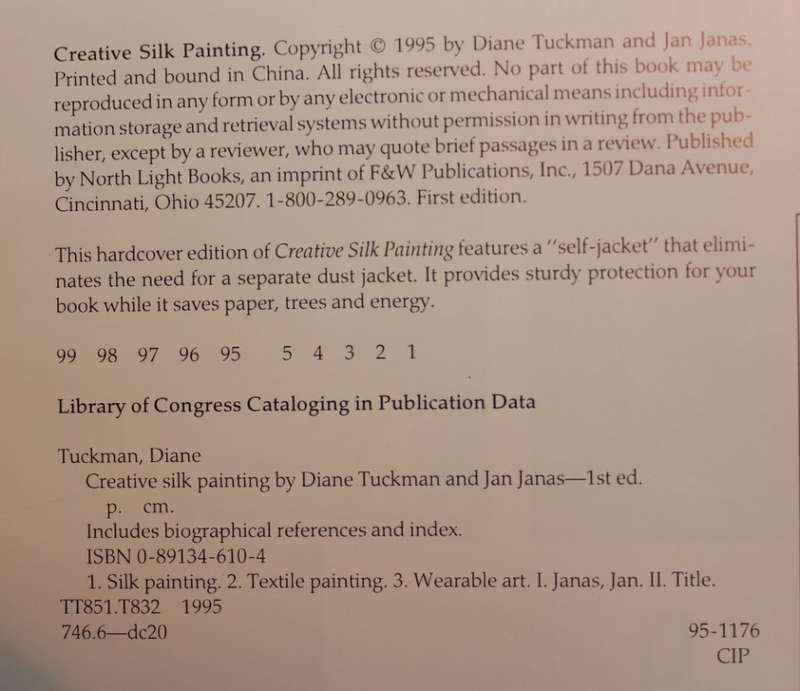 Creative Silk Painting. Copyright © 1995 by Diane Tuckman and Jan Janas.
Printed and bound in China. All rights reserved. No part of this book may be
reproduced in any form or by any electronic or mechanical means including infor-
mation storage and retrieval systems without permission in writing from the pub-
lisher, except by a reviewer, who may quote brief passages in a review. Published
by North Light Books, an imprint of F&W Publications, Inc., 1507 Dana Avenue,
Cincinnati, Ohio 45207. 1-800-289-0963. First edition.
This hardcover edition of Creative Silk Painting features a "self-jacket" that elimi-
nates the need for a separate dust jacket. It provides sturdy protection for your
book while it saves paper, trees and energy.
99 98 97 96 95 5 4 3 2 1
Library of Congress Cataloging in Publication Data
Tuckman, Diane
Creative silk painting by Diane Tuckman and Jan Janas—1st ed.
p. cm.
Includes biographical references and index.
ISBN 0-89134-610-4
1. Silk painting. 2. Textile painting. 3. Wearable art. I. Janas, Jan. II. Title.
TT851.T832 1995
746.6—dc20 95-1176
CIP